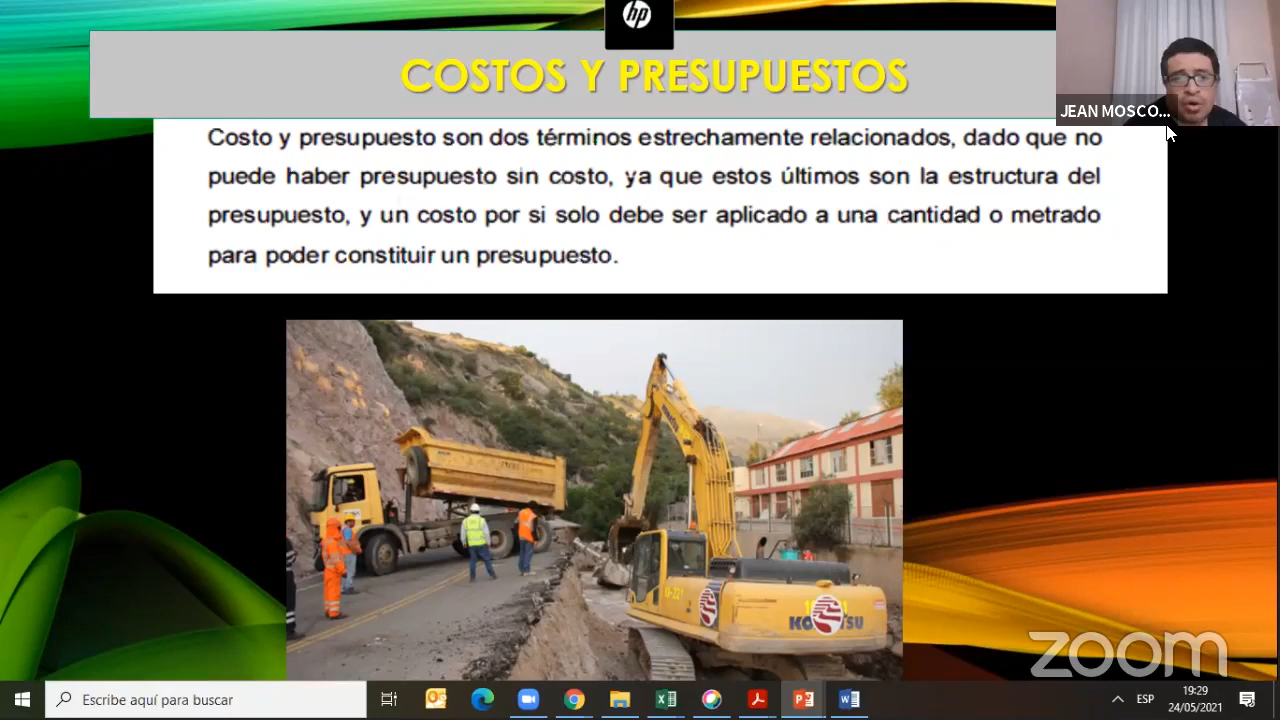 hp
COSTOS Y PRESUPUESTOS
JEAN MOSCO...
Costo y presupuesto son dos términos estrechamente relacionados, dado que no
puede haber presupuesto sin costo, ya que estos últimos son la estructura del
presupuesto, y un costo por si solo debe ser aplicado a una cantidad o metrado
para poder constituir un presupuesto.
KOMATSU
zoom
Escribe aquí para buscar
ESP
19:29
24/05/2021